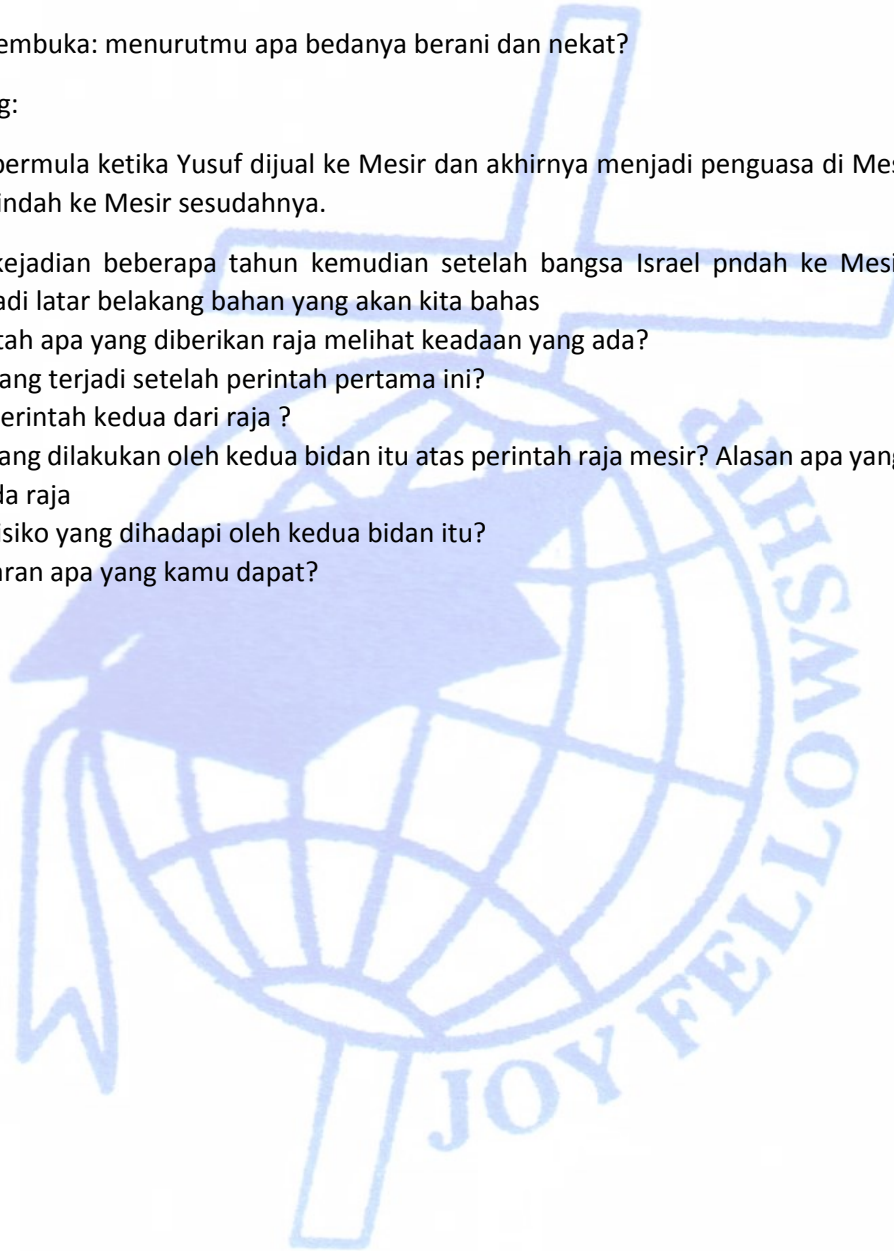 embuka: menurutmu apa bedanya berani dan nekat?
g:
bermula ketika Yusuf dijual ke Mesir dan akhirnya menjadi penguasa di Mes
indah ke Mesir sesudahnya.
kejadian beberapa tahun kemudian setelah bangsa Israel pndah ke Mesi
adi latar belakang bahan yang akan kita bahas
tah apa yang diberikan raja melihat keadaan yang ada?
ang terjadi setelah perintah pertama ini?
erintah kedua dari raja ?
ang dilakukan oleh kedua bidan itu atas perintah raja mesir? Alasan apa yang
da raja
isiko yang dihadapi oleh kedua bidan itu?
aran apa yang kamu dapat?
JOY FELLOWSHIP